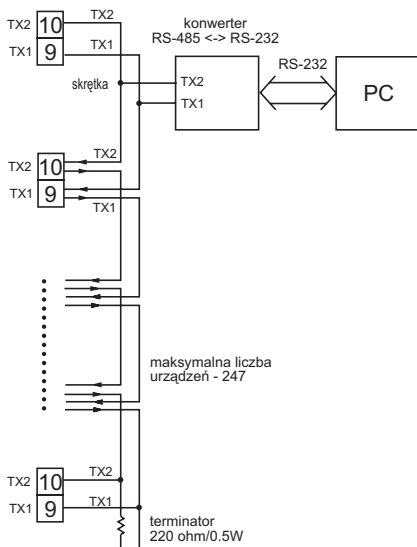 TX2 10 TX2
TX1 9 TX1
skrętka
konwerter
RS-485 <-> RS-232
TX2
TX1
RS-232
PC
TX2 10 TX2
TX1 9 TX1
maksymalna liczba
urządzeń - 247
TX2 10 TX2
TX1 9 TX1
terminator
220 ohm/0.5W